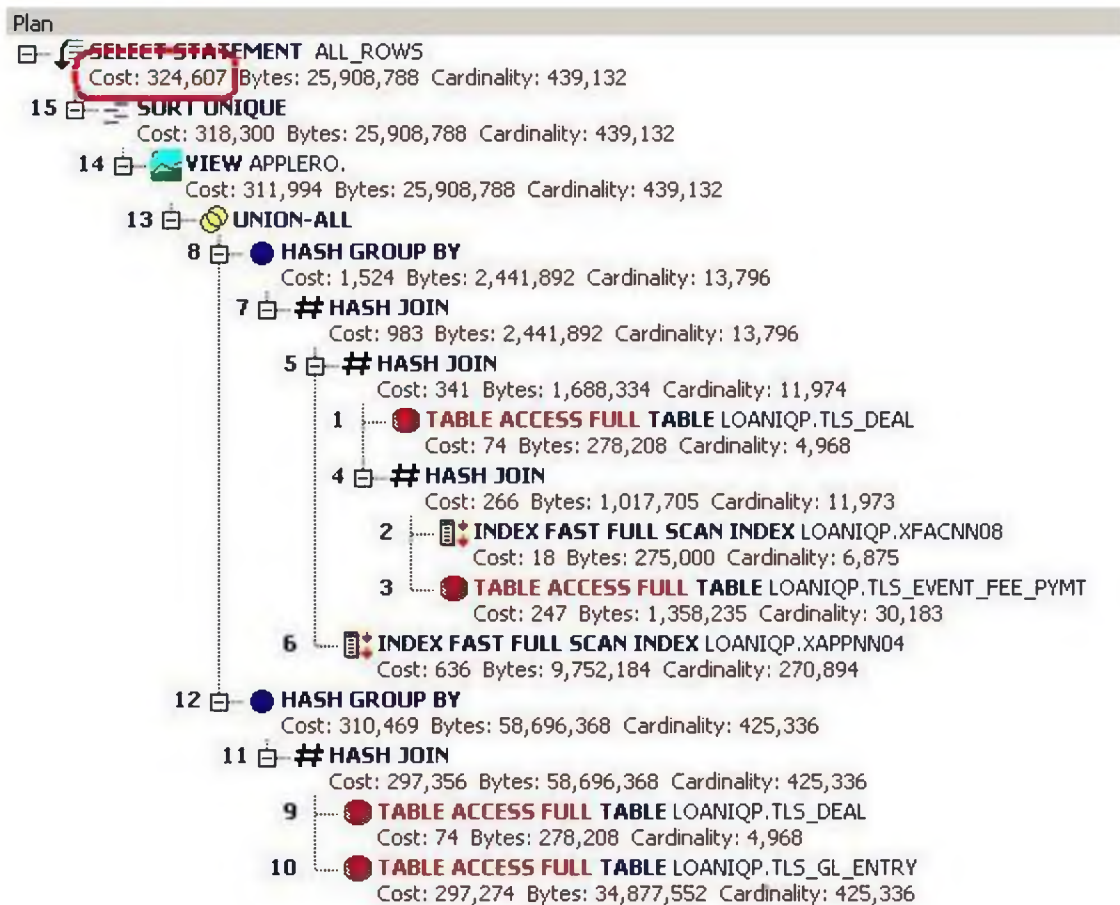 Plan
SELECT STATEMENT ALL_ROWS
Cost: 324,607 Bytes: 25,908,788 Cardinality: 439,132
15 SORT UNIQUE
Cost: 318,300 Bytes: 25,908,788 Cardinality: 439,132
14 VIEW APPLERO.
Cost: 311,994 Bytes: 25,908,788 Cardinality: 439,132
13 UNION-ALL
8 HASH GROUP BY
Cost: 1,524 Bytes: 2,441,892 Cardinality: 13,796
7 HASH JOIN
Cost: 983 Bytes: 2,441,892 Cardinality: 13,796
5 HASH JOIN
Cost: 341 Bytes: 1,688,334 Cardinality: 11,974
1 TABLE ACCESS FULL TABLE LOANIQP.TLS_DEAL
Cost: 74 Bytes: 278,208 Cardinality: 4,968
4 HASH JOIN
Cost: 266 Bytes: 1,017,705 Cardinality: 11,973
2 INDEX FAST FULL SCAN INDEX LOANIQP.XFACNN08
Cost: 18 Bytes: 275,000 Cardinality: 6,875
3 TABLE ACCESS FULL TABLE LOANIQP.TLS_EVENT_FEE_PYMT
Cost: 247 Bytes: 1,358,235 Cardinality: 30,183
6 INDEX FAST FULL SCAN INDEX LOANIQP.XAPPNN04
Cost: 636 Bytes: 9,752,184 Cardinality: 270,894
12 HASH GROUP BY
Cost: 310,469 Bytes: 58,696,368 Cardinality: 425,336
11 HASH JOIN
Cost: 297,356 Bytes: 58,696,368 Cardinality: 425,336
9 TABLE ACCESS FULL TABLE LOANIQP.TLS_DEAL
Cost: 74 Bytes: 278,208 Cardinality: 4,968
10 TABLE ACCESS FULL TABLE LOANIQP.TLS_GL_ENTRY
Cost: 297,274 Bytes: 34,877,552 Cardinality: 425,336